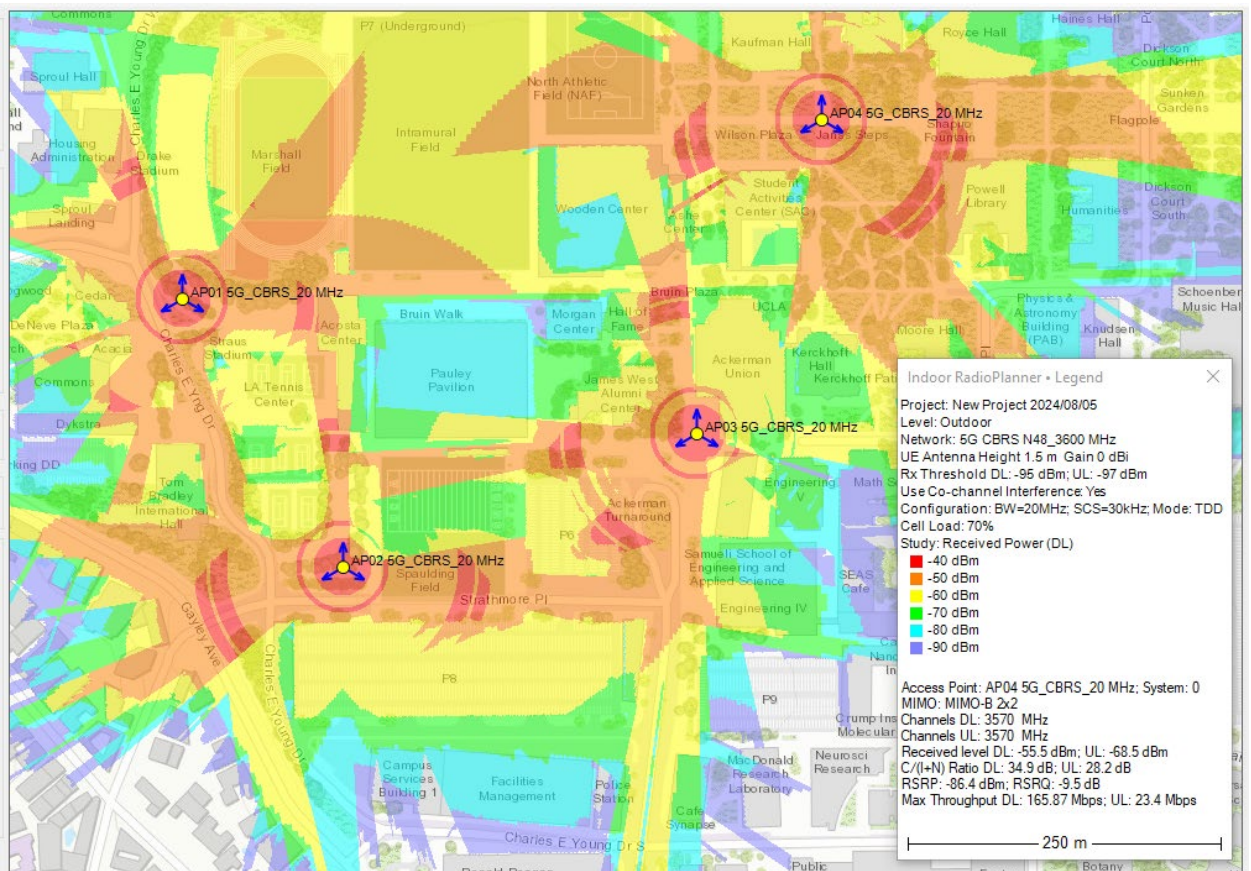 Commons
P7 (Underground)
Haines Hall
Kaufman Hall
Royce Hall
Dickson
Court North
Sproul Hall
Charles E Young Dr
North Athletic
Field (NAF)
Sunken
Gardens
AP04 5G_CBRS_20 MHz
Flagpole
Intramural
Field
Wilson Plaza
Janss Steps
Shapiro
Fountain
Housing
Administration
Drake
Stadium
Marshall
Field
Student
Activities
Center (SAC)
Powell
Library
Dickson
Court
South
Sproul
Landing
Wooden Center
Ashe
Center
Humanities
AP01 5G_CBRS_20 MHz
Bruin Plaza
Cedar
Bruin Walk
Morgan
Center
Hall of
Fame
UCLA
Physics &
Astronomy
Building
(PAB)
Schoenber
Music Hal
DeNeve Plaza
Acacia
Straus
Stadium
Acosta
Center
Moore Hall
Knudsen
Hall
Charles E Yng Dr
Commons
LA Tennis
Center
Pauley
Pavilion
James West
Alumni
Center
Ackerman
Union
Kerckhoff
Hall
Kerckhoff Pati
Dykstra
AP03 5G_CBRS_20 MHz
king DD
Tom
Bradley
International
Hall
Engineering
V
Math S
Ackerman
Turnaround
P6
AP02 5G_CBRS_20 MHz
Spaulding
Field
Samueli School of
Engineering and
Applied Science
SEAS
Cafe
Strathmore Pl
Engineering IV
Gayley Ave
Charles E Young Dr
P8
P9
Crump Ins
Molecular
Campus
Services
Building 1
Facilities
Management
Police
Station
MacDonald
Research
Laboratory
Neurosci
Research
Cafe
Synapse
Charles E Young Dr S
Public
Botany
Indoor RadioPlanner • Legend
Project: New Project 2024/08/05
Level: Outdoor
Network: 5G CBRS N48_3600 MHz
UE Antenna Height 1.5 m Gain 0 dBi
Rx Threshold DL: -95 dBm; UL: -97 dBm
Use Co-channel Interference: Yes
Configuration: BW=20MHz; SCS=30kHz; Mode: TDD
Cell Load: 70%
Study: Received Power (DL)
-40 dBm
-50 dBm
-60 dBm
-70 dBm
-80 dBm
-90 dBm
Access Point: AP04 5G_CBRS_20 MHz; System: 0
MIMO: MIMO-B 2x2
Channels DL: 3570 MHz
Channels UL: 3570 MHz
Received level DL: -55.5 dBm; UL: -68.5 dBm
C/(I+N) Ratio DL: 34.9 dB; UL: 28.2 dB
RSRP: -86.4 dBm; RSRQ: -9.5 dB
Max Throughput DL: 165.87 Mbps; UL: 23.4 Mbps
250 m